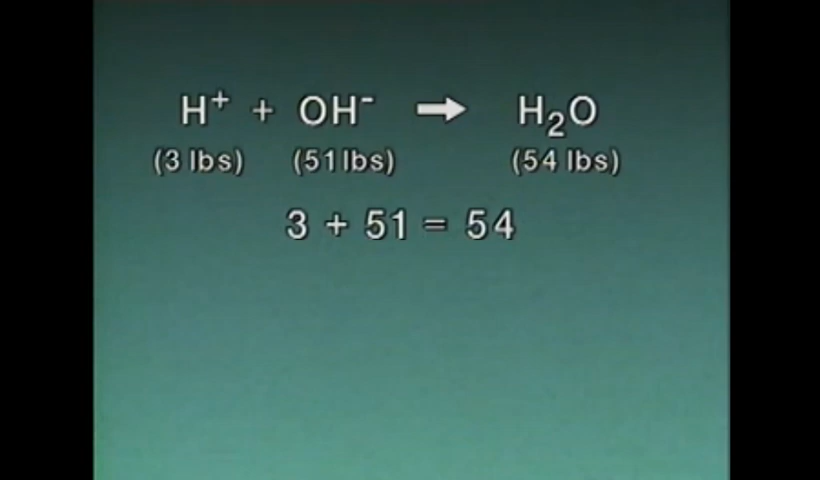 H⁺ + OH⁻ → H₂O
(3 lbs) (51 lbs) (54 lbs)
3 + 51 = 54